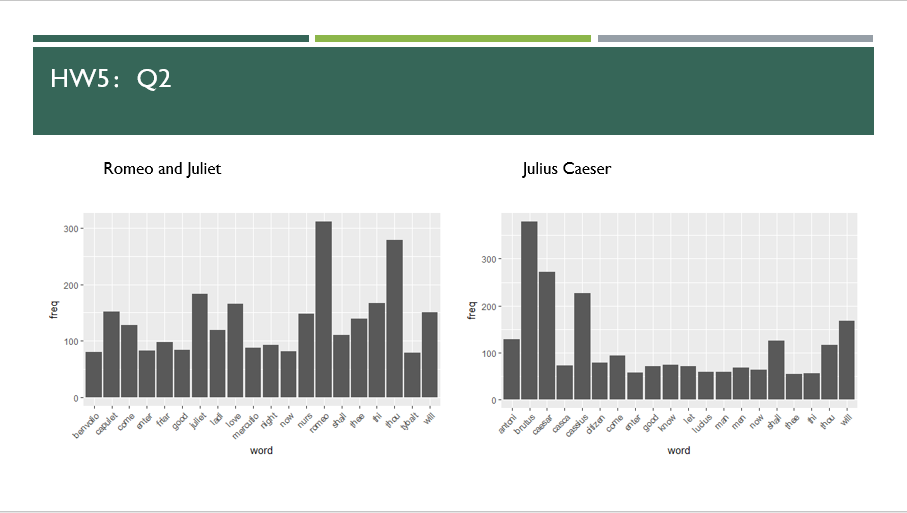 HW5: Q2
Romeo and Juliet
Julius Caeser
300
200
100
0
freq
benvolio capulet come enter friar good juliet ladi love mercutio night now nurs romeo shall thee thi thou tybalt will
word
300
200
100
0
freq
antoni brutus caesar casca cassius citizen come enter good know let lucius man men now shall thee thi thou will
word